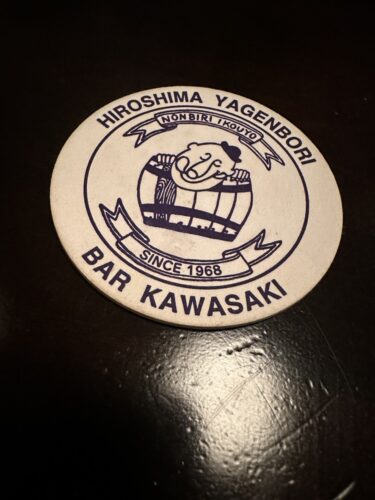 HIROSHIMA YAGENBORI
NONBIRI IKOUYO
SINCE 1968
BAR KAWASAKI